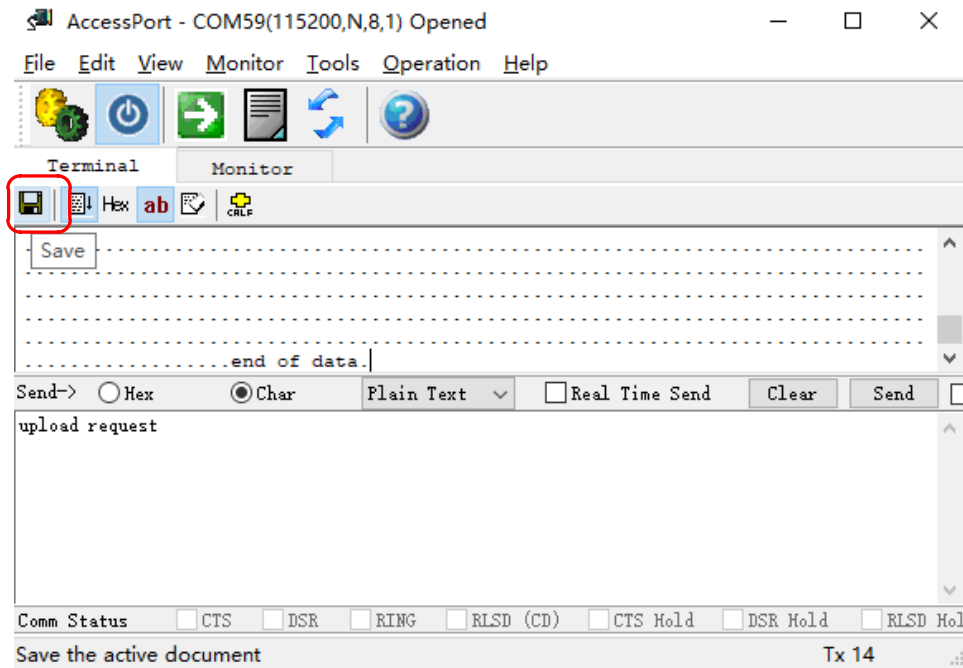 AccessPort - COM59(115200,N,8,1) Opened
File Edit View Monitor Tools Operation Help
Terminal Monitor
Hex ab CRLF
Save
..................end of data.
Send-> Hex Char Plain Text Real Time Send Clear Send
upload request
Comm Status CTS DSR RING RLSD (CD) CTS Hold DSR Hold RLSD Hol
Save the active document Tx 14